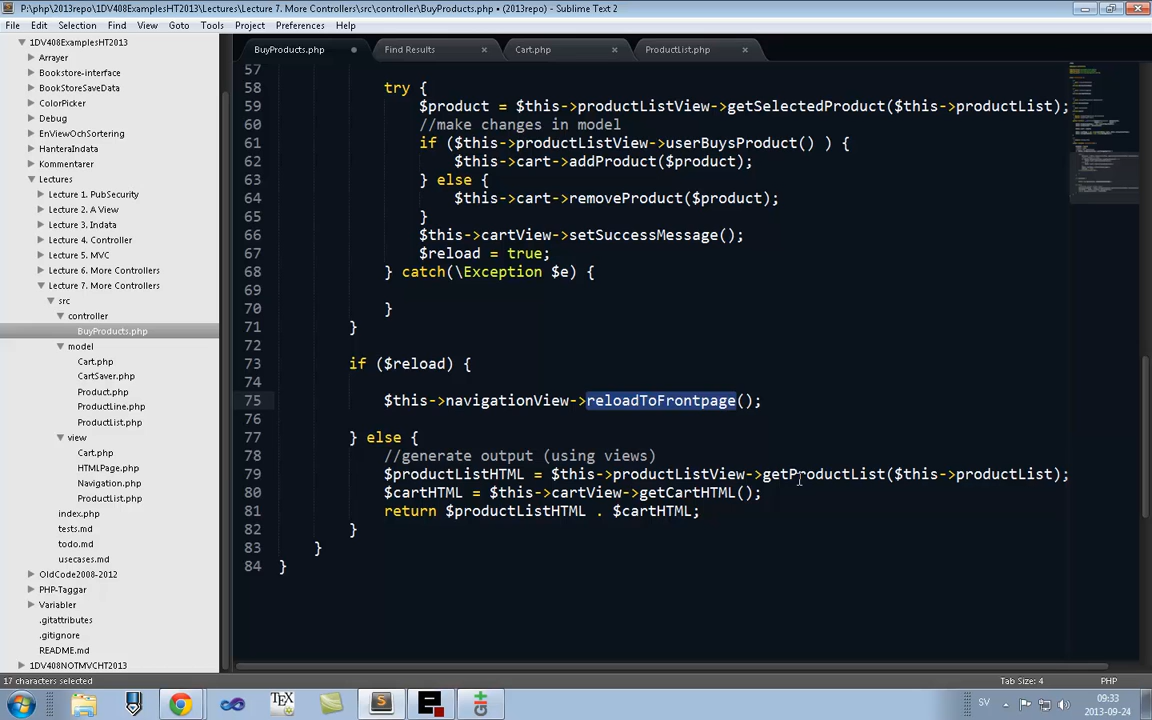 P:\php\2013repo\1DV408ExamplesHT2013\Lectures\Lecture 7. More Controllers\src\controller\BuyProducts.php • (2013repo) - Sublime Text 2
File Edit Selection Find View Goto Tools Project Preferences Help
1DV408ExamplesHT2013
Arrayer
Bookstore-interface
BookStoreSaveData
ColorPicker
Debug
EnViewOchSortering
HanteraIndata
Kommentarer
Lectures
Lecture 1. PubSecurity
Lecture 2. A View
Lecture 3. Indata
Lecture 4. Controller
Lecture 5. MVC
Lecture 6. More Controllers
Lecture 7. More Controllers
src
controller
BuyProducts.php
model
Cart.php
CartSaver.php
Product.php
ProductLine.php
ProductList.php
view
Cart.php
HTMLPage.php
Navigation.php
ProductList.php
index.php
tests.md
todo.md
usecases.md
OldCode2008-2012
PHP-Taggar
Variabler
.gitattributes
.gitignore
README.md
1DV408NOTMVCHT2013
BuyProducts.php Find Results Cart.php ProductList.php
57
58 try {
59 $product = $this->productListView->getSelectedProduct($this->productList);
60 //make changes in model
61 if ($this->productListView->userBuysProduct() ) {
62 $this->cart->addProduct($product);
63 } else {
64 $this->cart->removeProduct($product);
65 }
66 $this->cartView->setSuccessMessage();
67 $reload = true;
68 } catch(\Exception $e) {
69
70 }
71 }
72
73 if ($reload) {
74
75 $this->navigationView->reloadToFrontpage();
76
77 } else {
78 //generate output (using views)
79 $productListHTML = $this->productListView->getProductList($this->productList);
80 $cartHTML = $this->cartView->getCartHTML();
81 return $productListHTML . $cartHTML;
82 }
83 }
84 }
17 characters selected Tab Size: 4 PHP
SV 09:33
2013-09-24